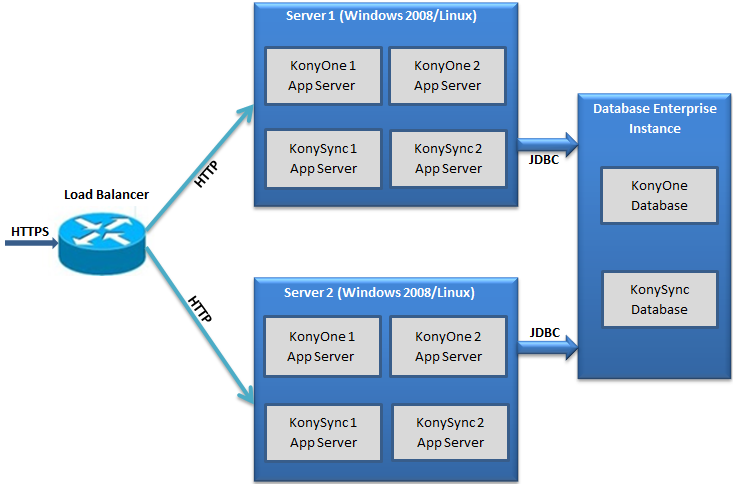 Server 1 (Windows 2008/Linux)
KonyOne 1
App Server
KonyOne 2
App Server
KonySync 1
App Server
KonySync 2
App Server
HTTP
Load Balancer
HTTPS
HTTP
JDBC
Database Enterprise
Instance
KonyOne
Database
KonySync
Database
Server 2 (Windows 2008/Linux)
KonyOne 1
App Server
KonyOne 2
App Server
KonySync 1
App Server
KonySync 2
App Server
JDBC